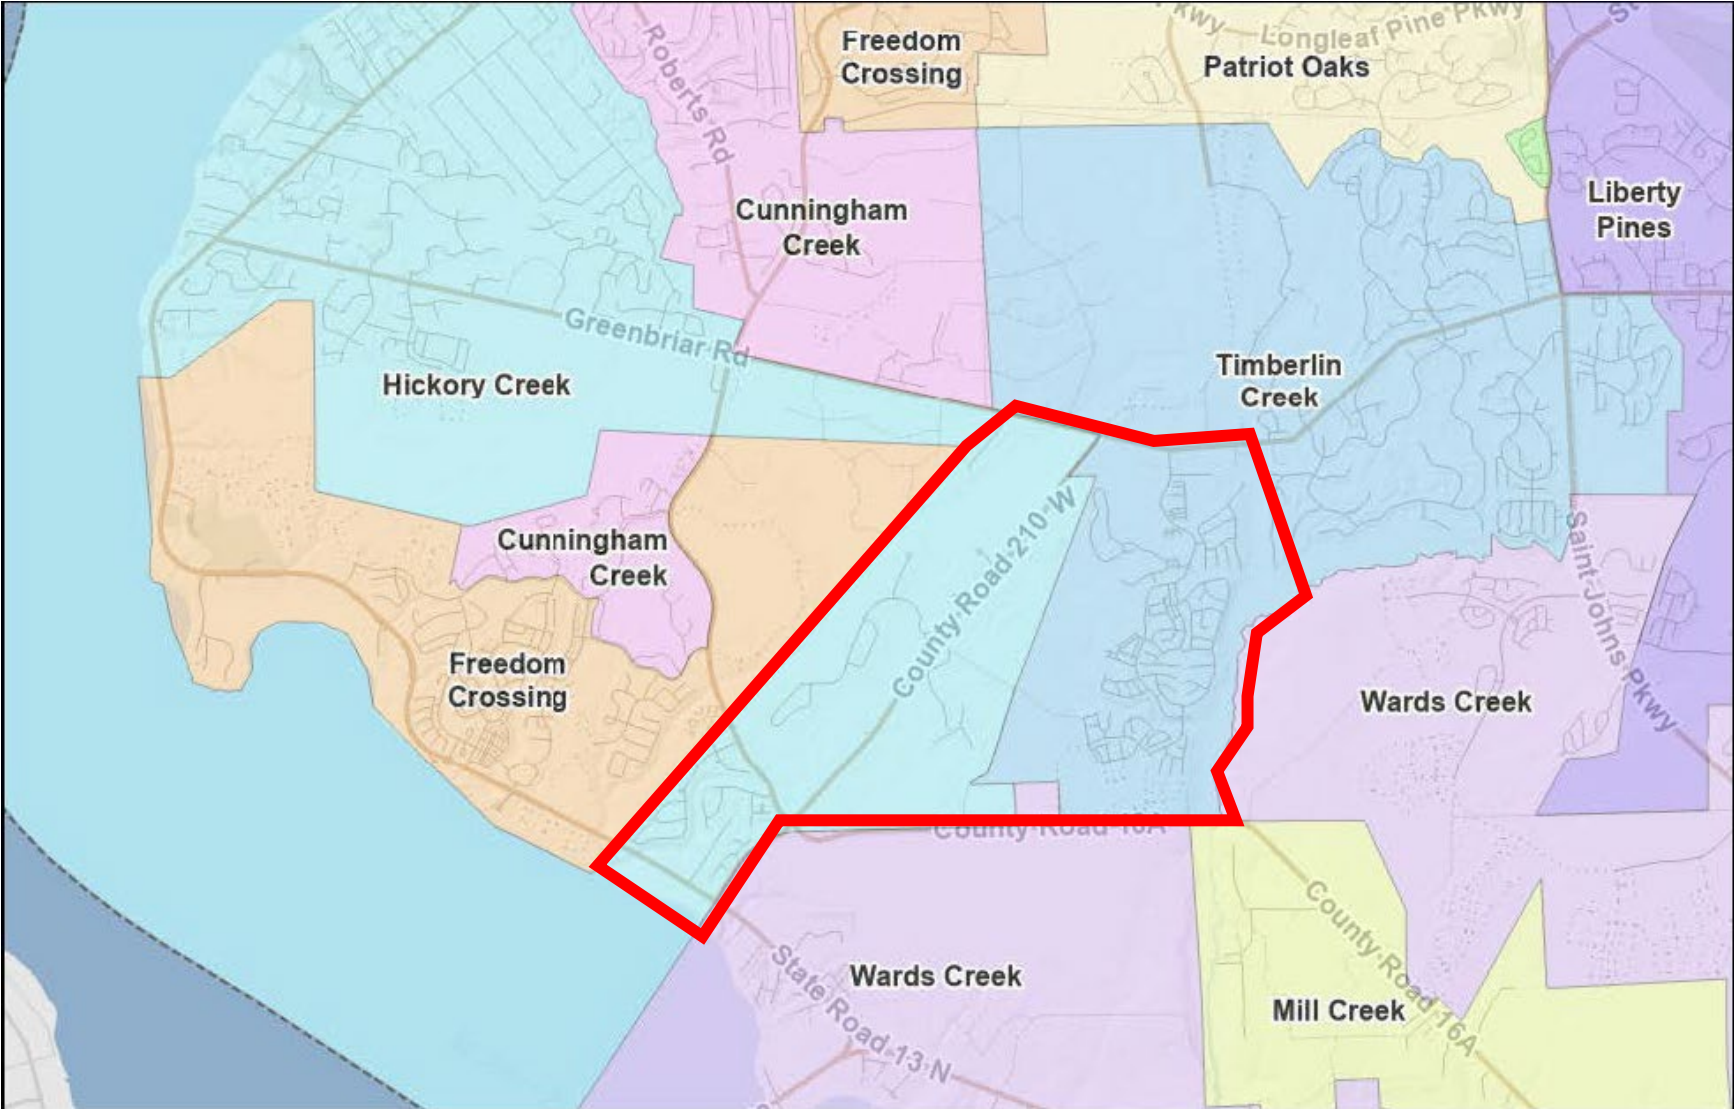 Pkwy
Longleaf Pine Pkwy
St
Freedom
Crossing
Patriot Oaks
Roberts Rd
Liberty
Pines
Cunningham
Creek
Greenbriar Rd
Timberlin
Creek
Hickory Creek
County Road 210 W
Cunningham
Creek
Saint Johns Pkwy
Freedom
Crossing
Wards Creek
County Road 16A
Wards Creek
State Road 13 N
County Road 16A
Mill Creek